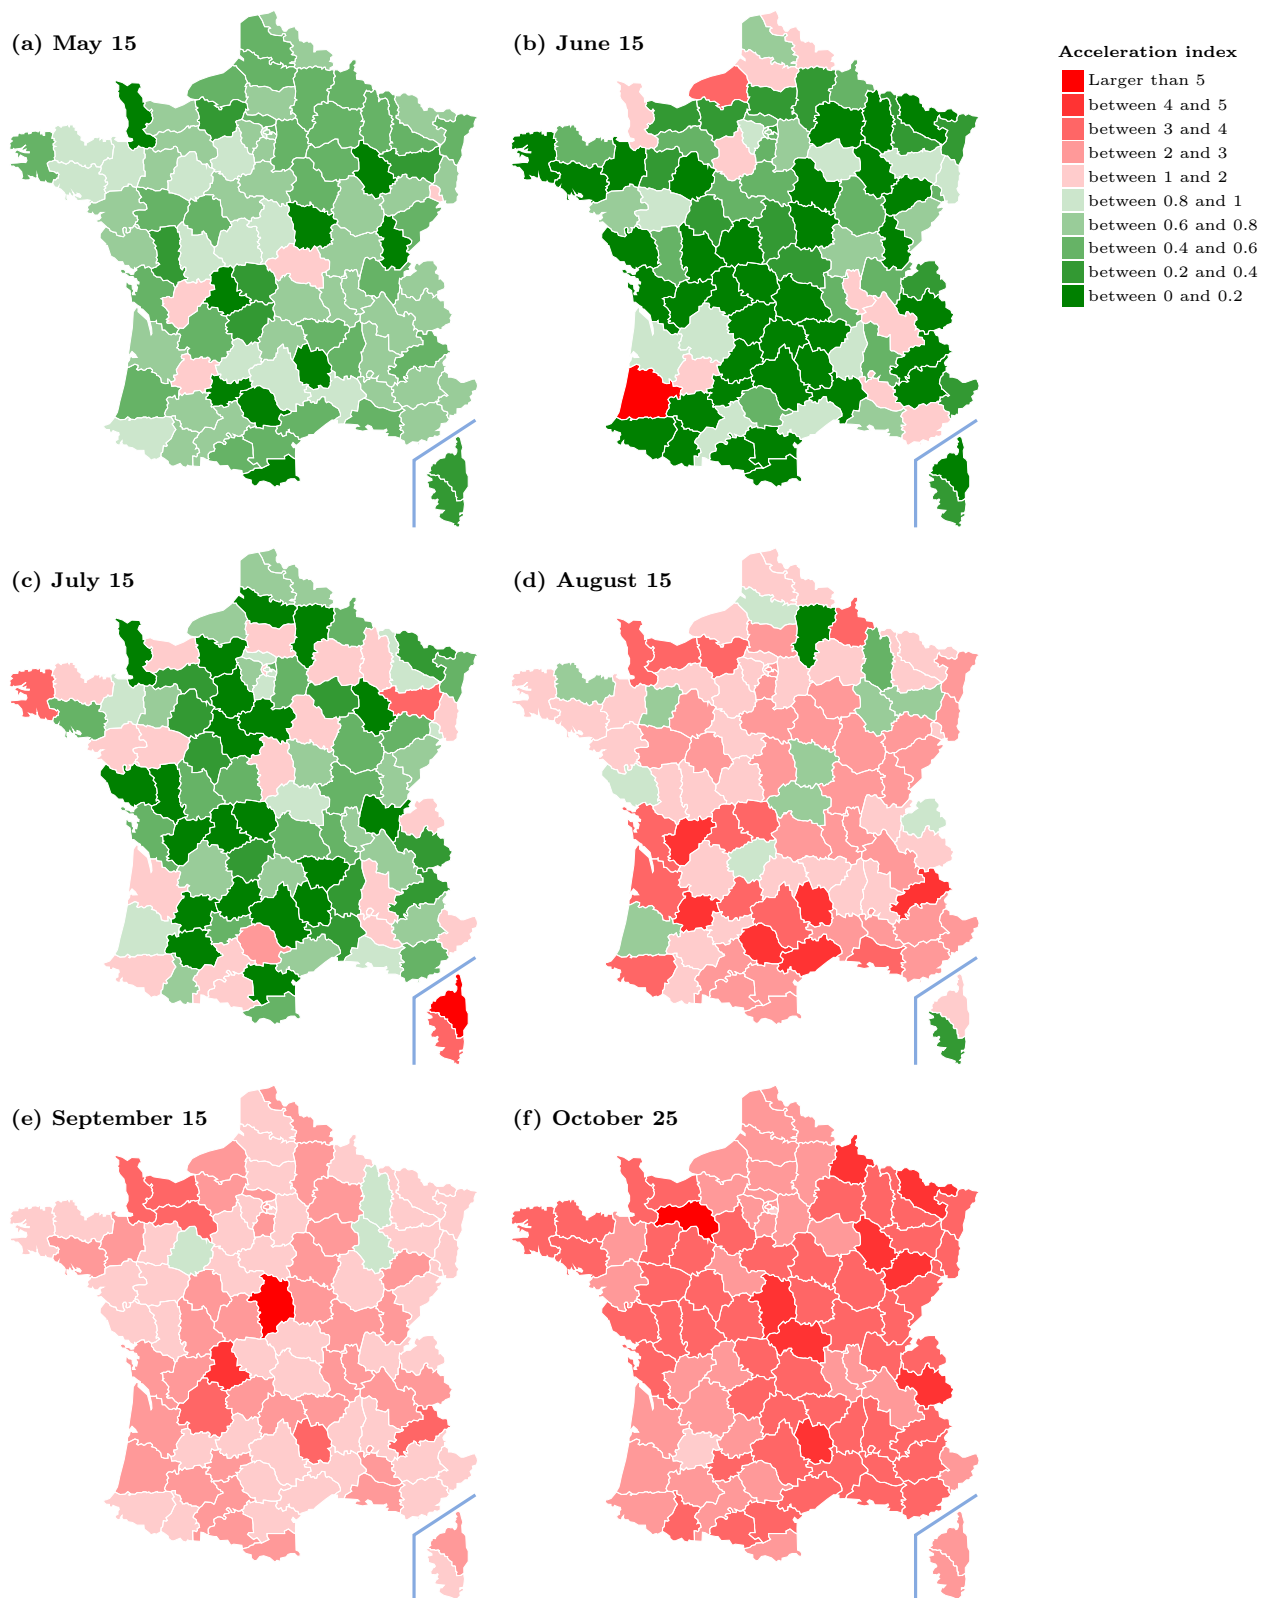 (a) May 15
(b) June 15
Acceleration index
Larger than 5
between 4 and 5
between 3 and 4
between 2 and 3
between 1 and 2
between 0.8 and 1
between 0.6 and 0.8
between 0.4 and 0.6
between 0.2 and 0.4
between 0 and 0.2
(c) July 15
(d) August 15
(e) September 15
(f) October 25